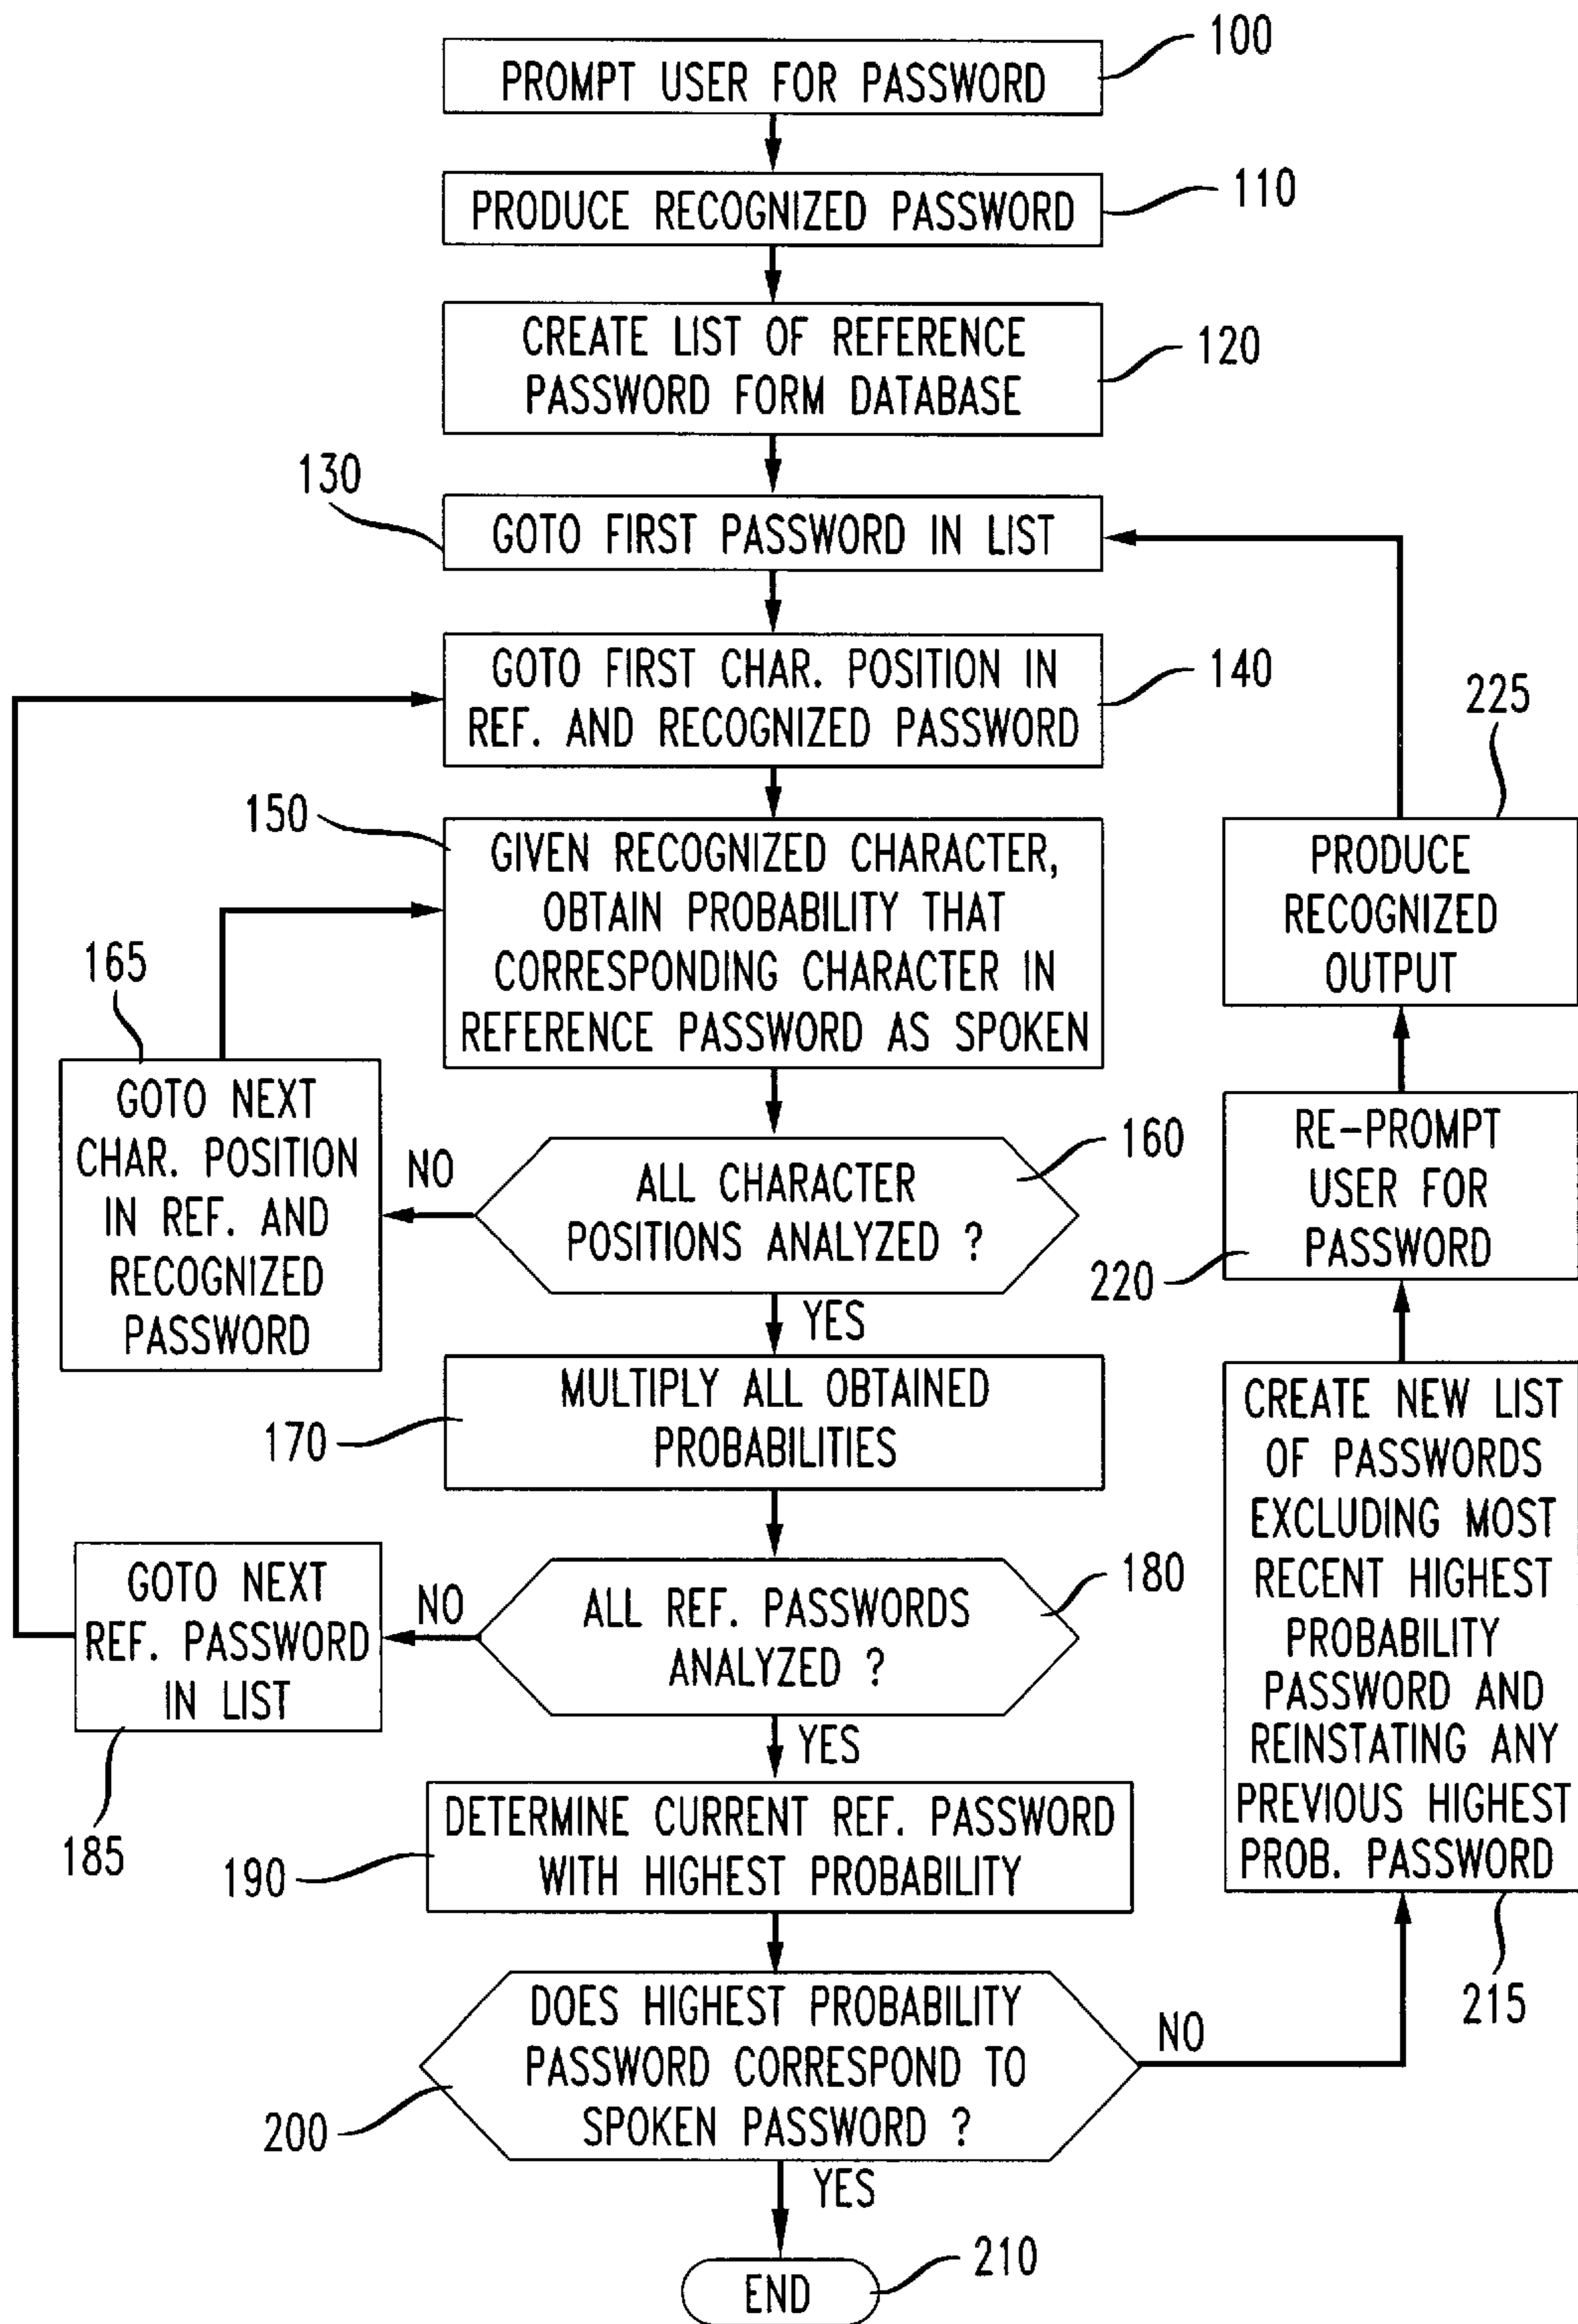 100
PROMPT USER FOR PASSWORD
110
PRODUCE RECOGNIZED PASSWORD
120
CREATE LIST OF REFERENCE
PASSWORD FORM DATABASE
130
GOTO FIRST PASSWORD IN LIST
140
GOTO FIRST CHAR. POSITION IN
REF. AND RECOGNIZED PASSWORD
150
GIVEN RECOGNIZED CHARACTER,
OBTAIN PROBABILITY THAT
CORRESPONDING CHARACTER IN
REFERENCE PASSWORD AS SPOKEN
165
GOTO NEXT
CHAR. POSITION
IN REF. AND
RECOGNIZED
PASSWORD
NO
160
ALL CHARACTER
POSITIONS ANALYZED ?
YES
170
MULTIPLY ALL OBTAINED
PROBABILITIES
180
ALL REF. PASSWORDS
ANALYZED ?
NO
GOTO NEXT
REF. PASSWORD
IN LIST
185
YES
190
DETERMINE CURRENT REF. PASSWORD
WITH HIGHEST PROBABILITY
200
DOES HIGHEST PROBABILITY
PASSWORD CORRESPOND TO
SPOKEN PASSWORD ?
NO
YES
END
210
225
PRODUCE
RECOGNIZED
OUTPUT
RE-PROMPT
USER FOR
PASSWORD
220
CREATE NEW LIST
OF PASSWORDS
EXCLUDING MOST
RECENT HIGHEST
PROBABILITY
PASSWORD AND
REINSTATING ANY
PREVIOUS HIGHEST
PROB. PASSWORD
215